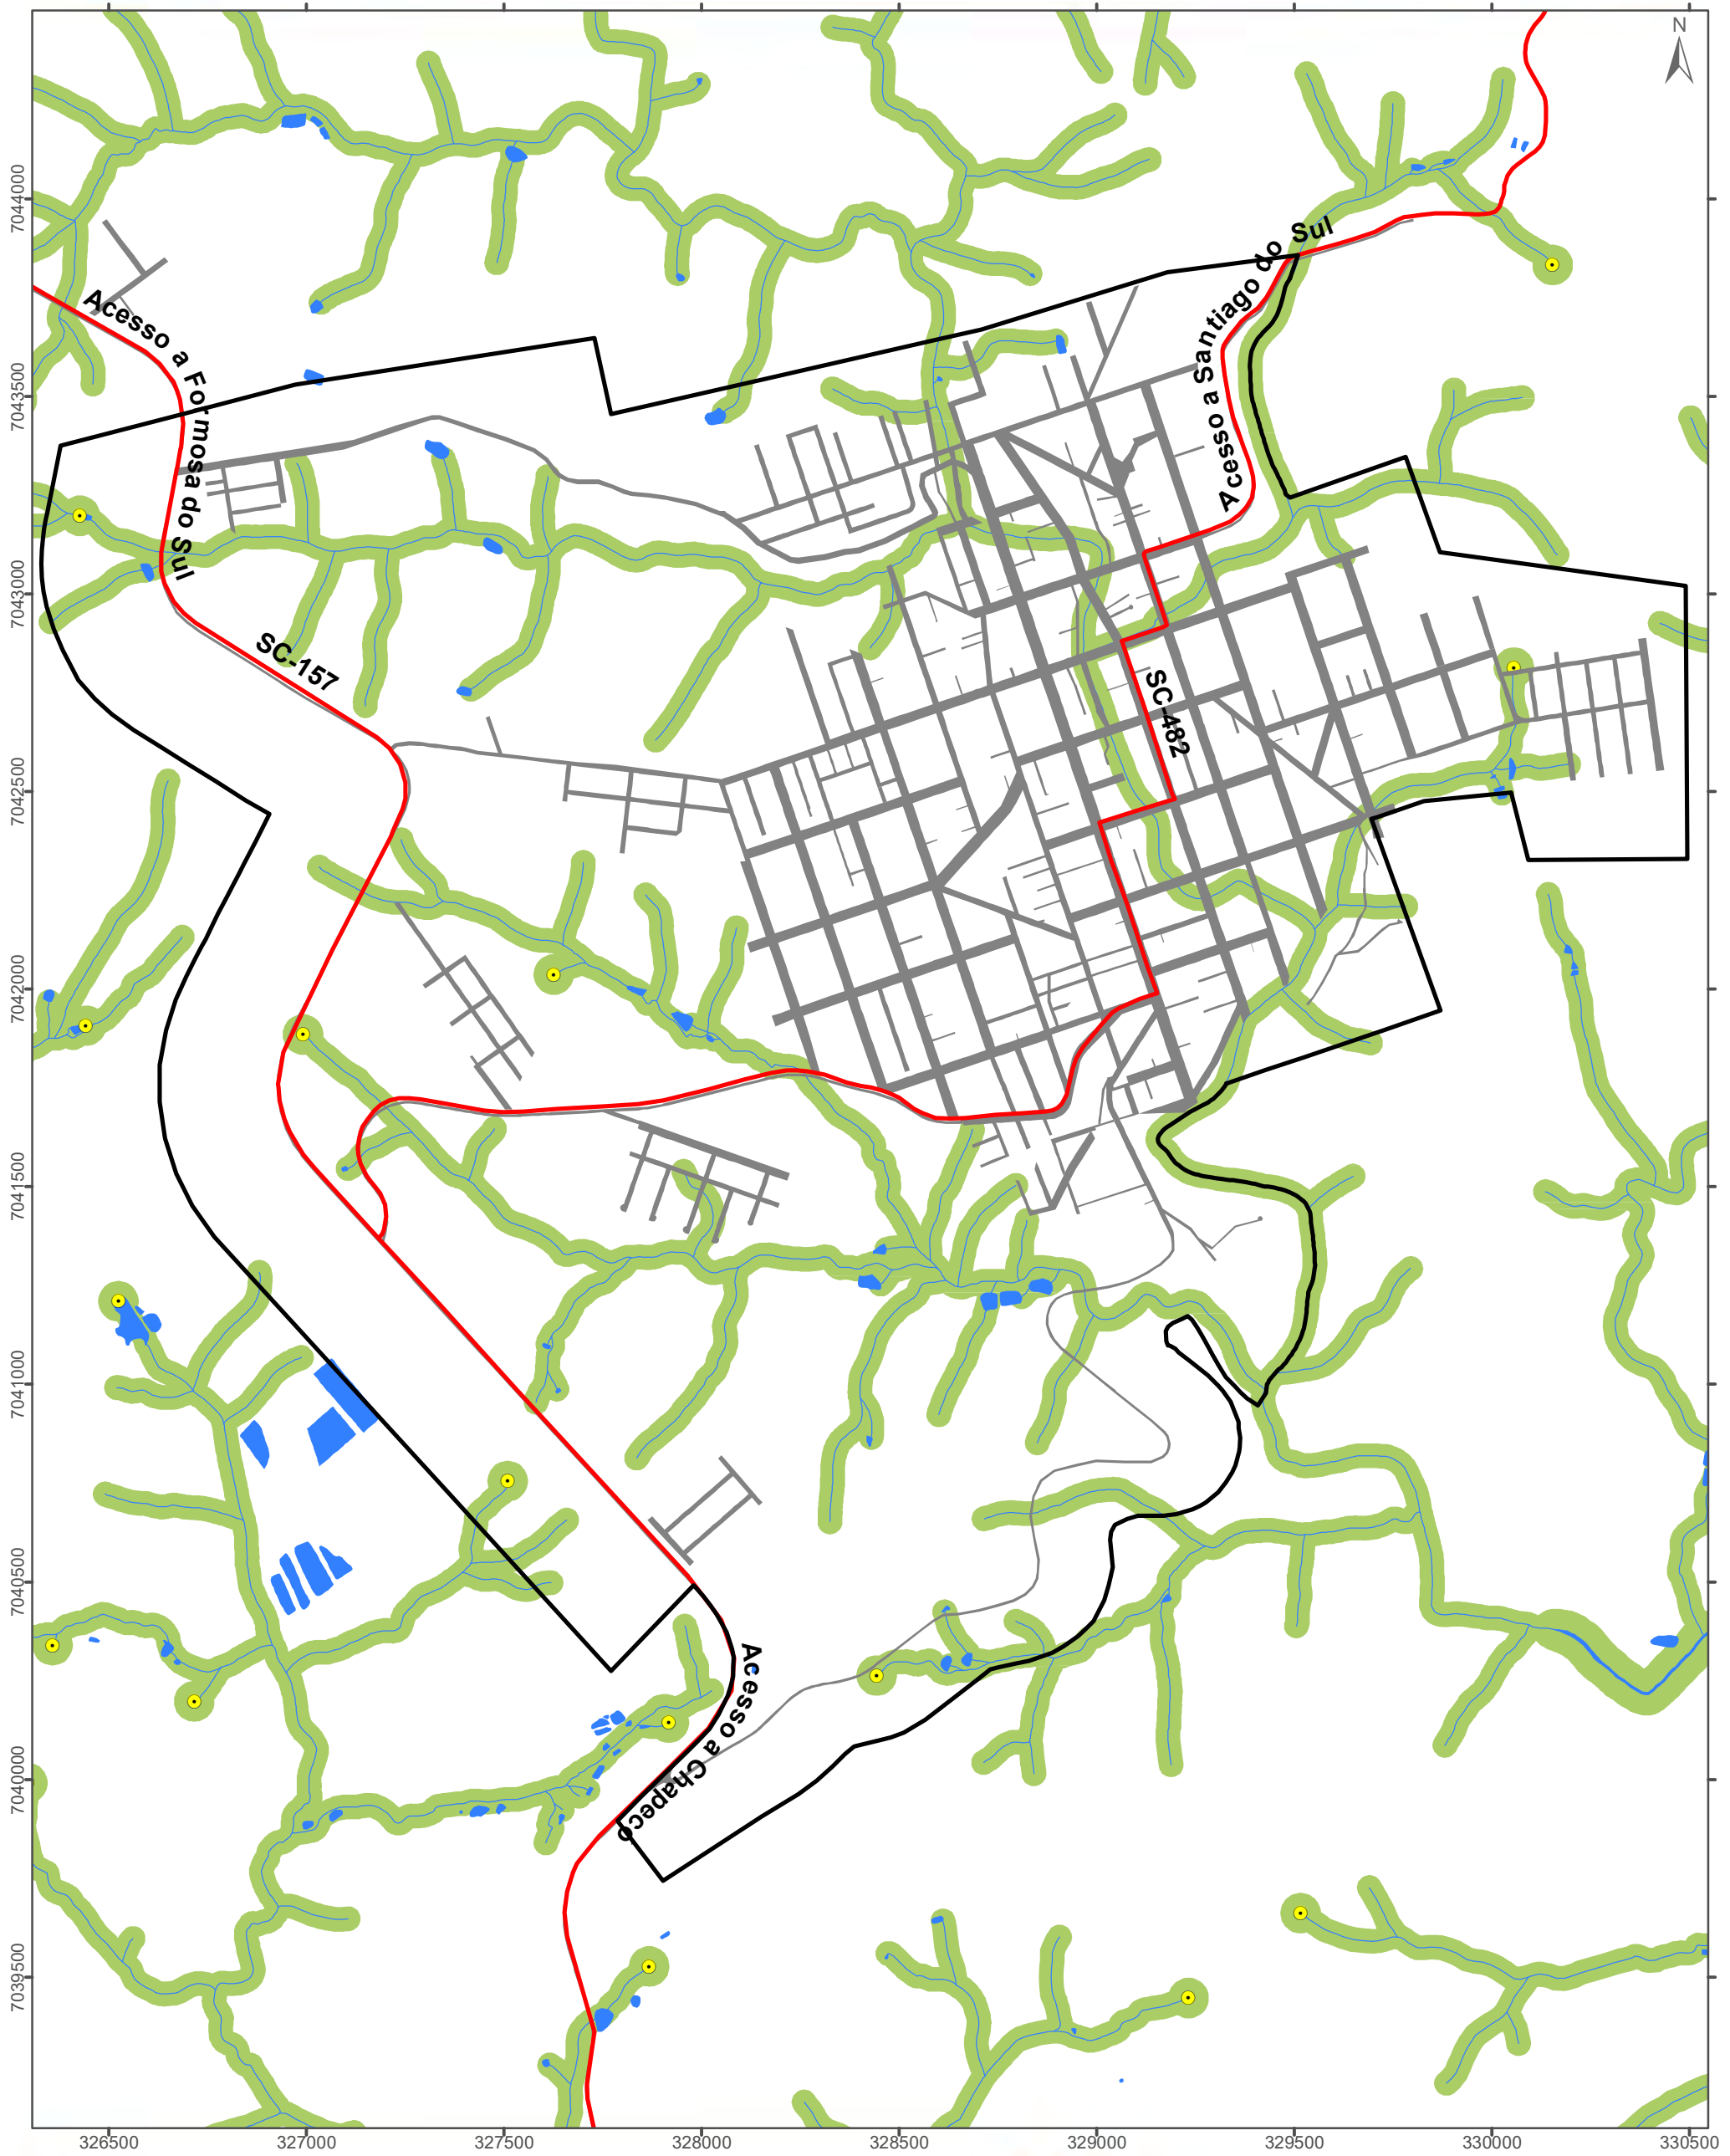 N
Acesso a Formosa do Sul
Acesso a Santiago do Sul
SC-157
SC-482
Acesso a Chapecó
7044000
7043500
7043000
7042500
7042000
7041500
7041000
7040500
7040000
7039500
326500 327000 327500 328000 328500 329000 329500 330000 330500